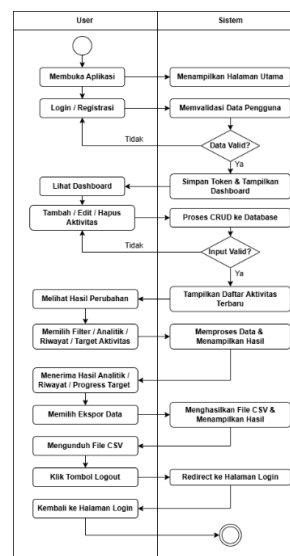 User
Sistem
Membuka Aplikasi
Menampilkan Halaman Utama
Login / Registrasi
Memvalidasi Data Pengguna
Tidak
Data Valid?
Ya
Lihat Dashboard
Simpan Token & Tampilkan
Dashboard
Tambah / Edit / Hapus
Aktivitas
Proses CRUD ke Database
Tidak
Input Valid?
Ya
Melihat Hasil Perubahan
Tampilkan Daftar Aktivitas
Terbaru
Memilih Filter / Analitik /
Riwayat / Target Aktivitas
Memproses Data &
Menampilkan Hasil
Menerima Hasil Analitik /
Riwayat / Progress Target
Memilih Ekspor Data
Menghasilkan File CSV &
Menampilkan Hasil
Mengunduh File CSV
Klik Tombol Logout
Redirect ke Halaman Login
Kembali ke Halaman Login